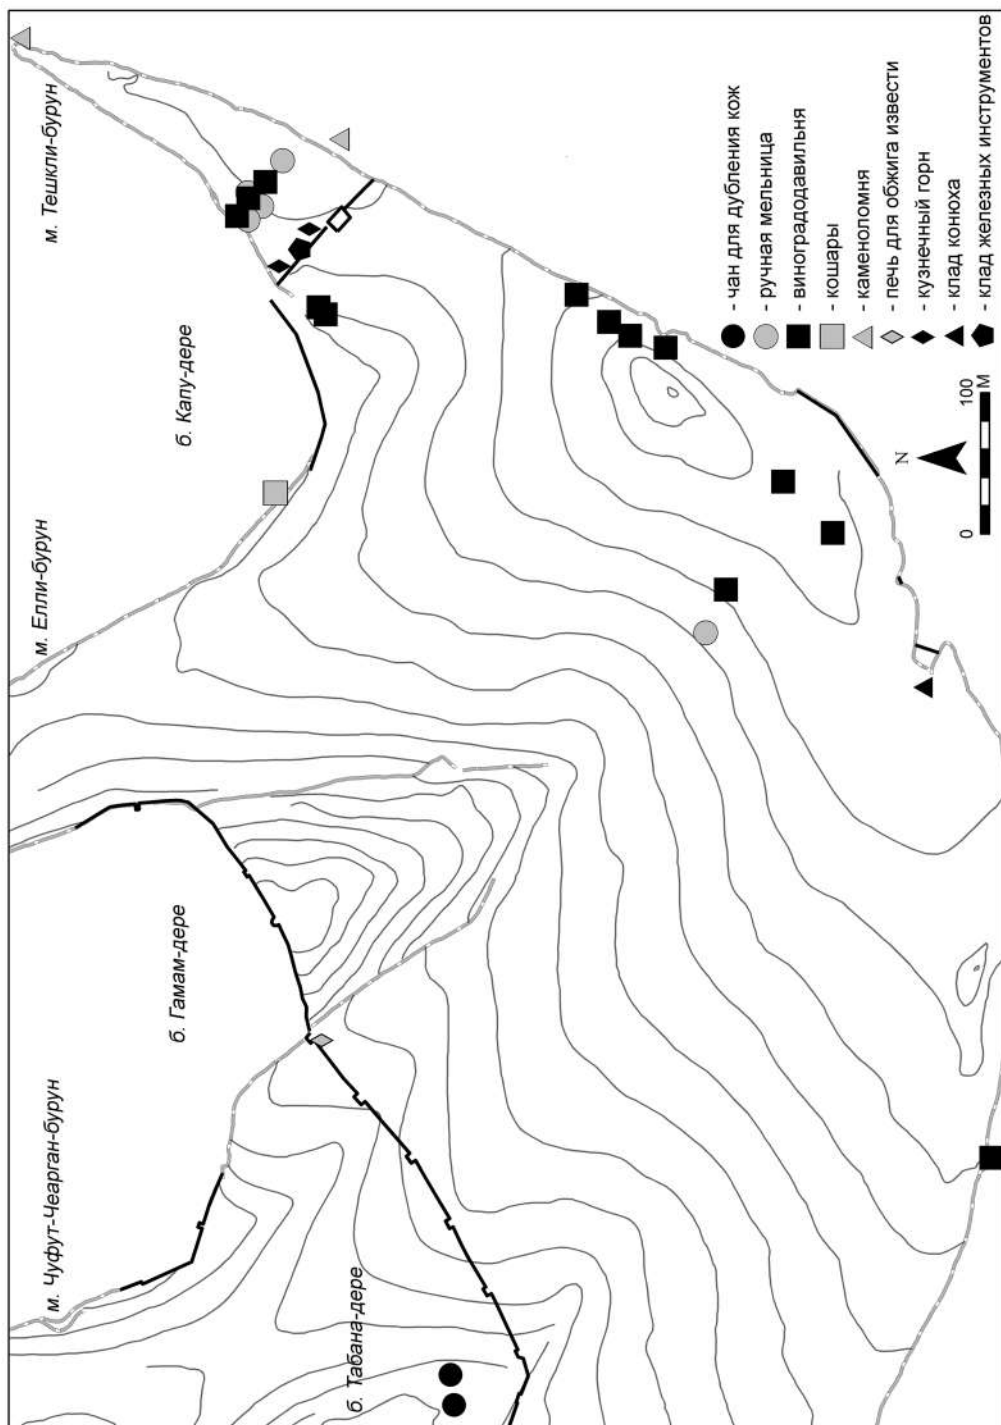 м. Чуфут-Чеарган-бурун
м. Елли-бурун
м. Тешкли-бурун
б. Табана-дере
б. Гамам-дере
б. Капу-дере
- чан для дубления кож
- ручная мельница
- виноградодавильня
- кошары
- каменоломня
- печь для обжига извести
- кузнечный горн
- клад конюха
- клад железных инструментов
N
0
100
М